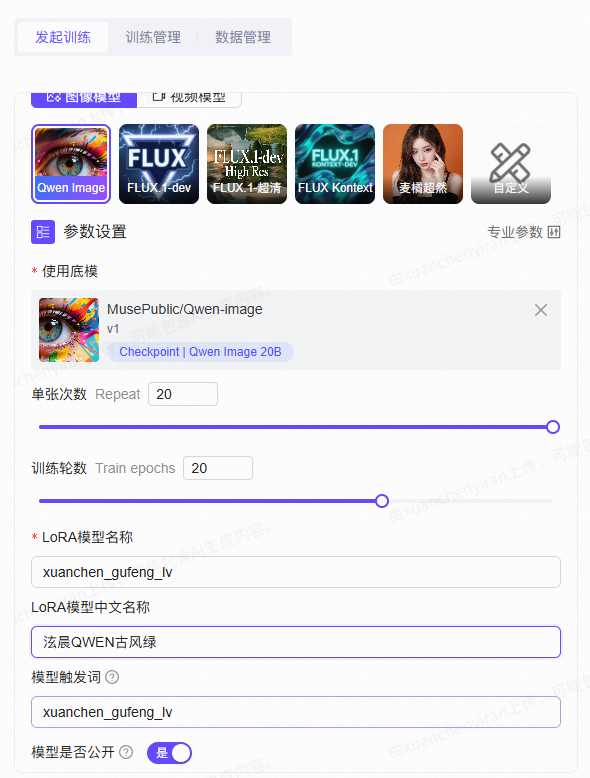 发起训练 训练管理 数据管理
图像模型 视频模型
FLUX FLUX.1-dev High Res FLUX.1 KONTEXT-DEV
Qwen Image FLUX.1-dev FLUX.1-超清 FLUX Kontext 麦橘超然 自定义
参数设置 专业参数
* 使用底模
MusePublic/Qwen-image
v1
Checkpoint | Qwen Image 20B
单张次数 Repeat 20
训练轮数 Train epochs 20
* LoRA模型名称
xuanchen_gufeng_lv
LoRA模型中文名称
泫晨QWEN古风绿
模型触发词 ?
xuanchen_gufeng_lv
模型是否公开 ? 是
由xuanchenyiran上传，可能包含AI生成内容。